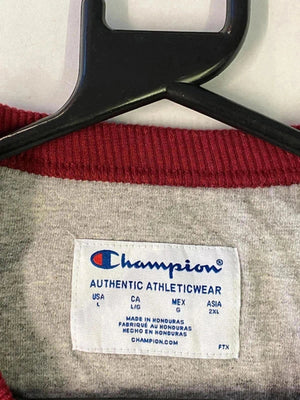 Champion®
AUTHENTIC ATHLETICWEAR
USA CA MEX ASIA
L L/G G 2XL
MADE IN HONDURAS
FABRIQUÉ AU HONDURAS
HECHO EN HONDURAS
CHAMPION.COM
FTX